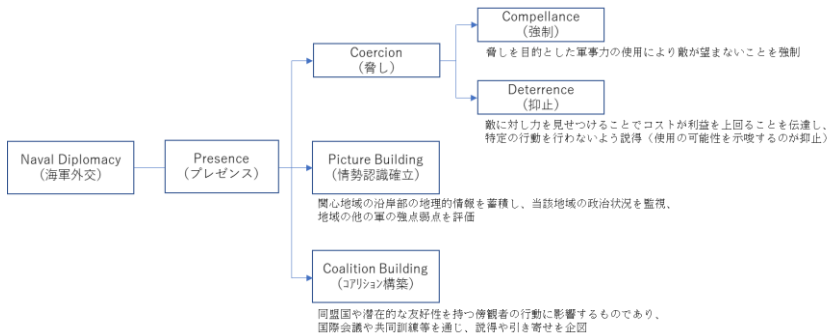 Compellance
(強制)
脅しを目的とした軍事力の使用により敵が望まないことを強制
Coercion
(脅し)
Deterrence
(抑止)
敵に対し力を見せつけることでコストが利益を上回ることを伝達し、
特定の行動を行わないよう説得（使用の可能性を示唆するのが抑止）
Naval Diplomacy
(海軍外交)
Presence
(プレゼンス)
Picture Building
(情勢認識確立)
関心地域の沿岸部の地理的情報を蓄積し、当該地域の政治状況を監視、
地域の他の軍の強点弱点を評価
Coalition Building
(コアリション構築)
同盟国や潜在的な友好性を持つ傍観者の行動に影響するものであり、
国際会議や共同訓練等を通じ、説得や引き寄せを企図